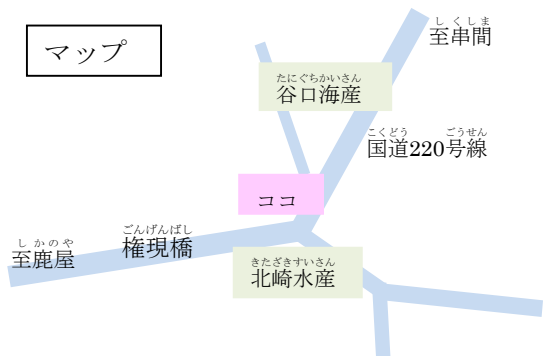 マップ
しくしま
至串間
たにぐちかいさん
谷口海産
こくどう ごうせん
国道220号線
ココ
ごんげんばし
権現橋
しかのや
至鹿屋
きたざきすいさん
北崎水産